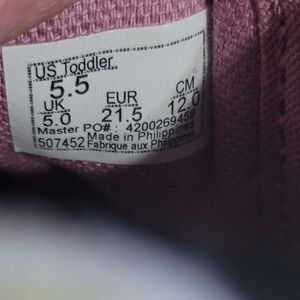 US Toddler
5.5
UK EUR CM
5.0 21.5 12.0
Master PO# : 4200269459
Made in Philippines
507452 Fabrique aux Philippines